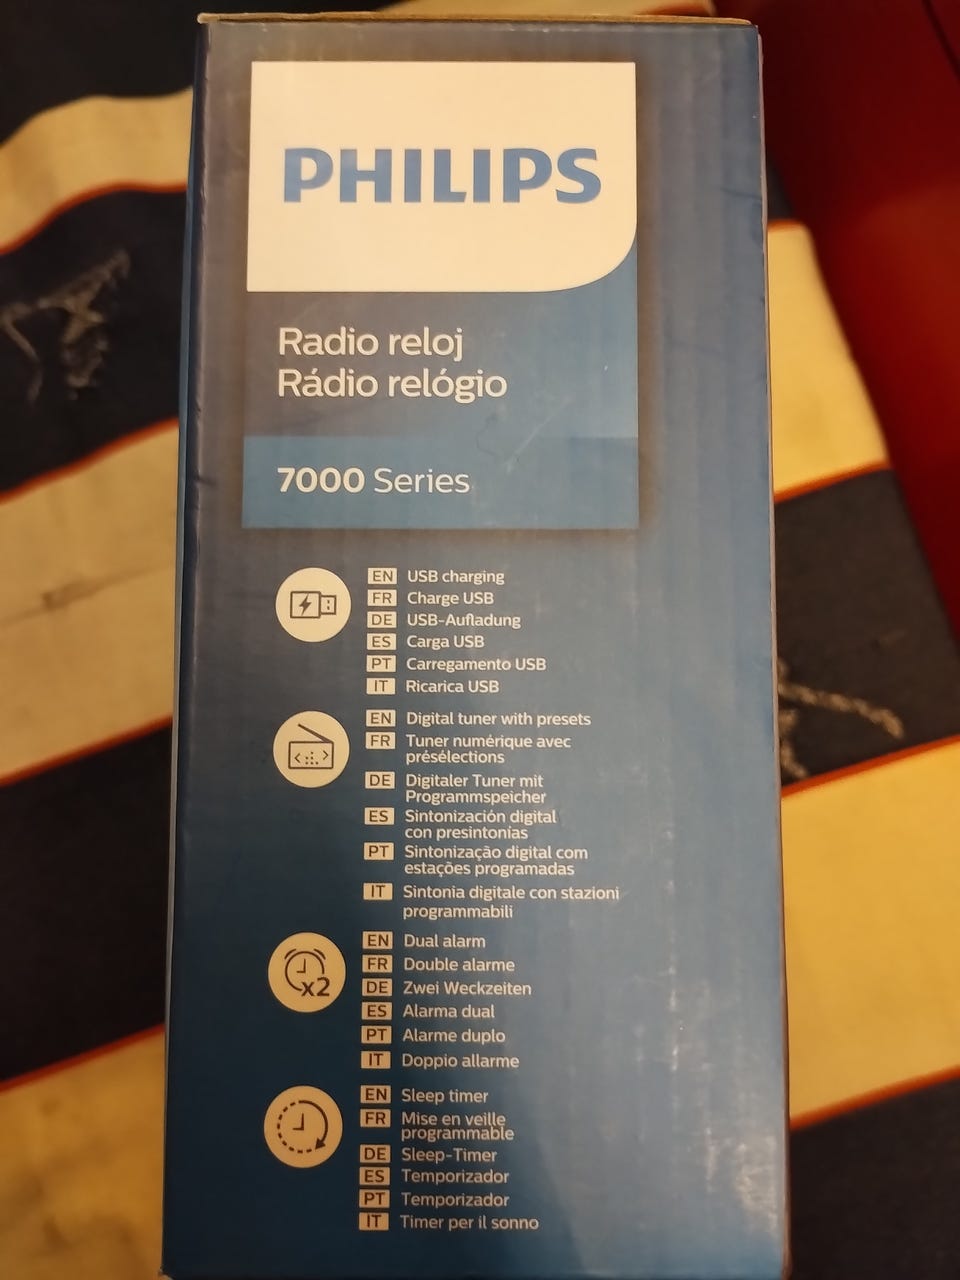 PHILIPS
Radio reloj
Rádio relógio
7000 Series
EN USB charging
FR Charge USB
DE USB-Aufladung
ES Carga USB
PT Carregamento USB
IT Ricarica USB
EN Digital tuner with presets
FR Tuner numérique avec
présélections
DE Digitaler Tuner mit
Programmspeicher
ES Sintonización digital
con presintonías
PT Sintonização digital com
estações programadas
IT Sintonia digitale con stazioni
programmabili
x2
EN Dual alarm
FR Double alarme
DE Zwei Weckzeiten
ES Alarma dual
PT Alarme duplo
IT Doppio allarme
EN Sleep timer
FR Mise en veille
programmable
DE Sleep-Timer
ES Temporizador
PT Temporizador
IT Timer per il sonno